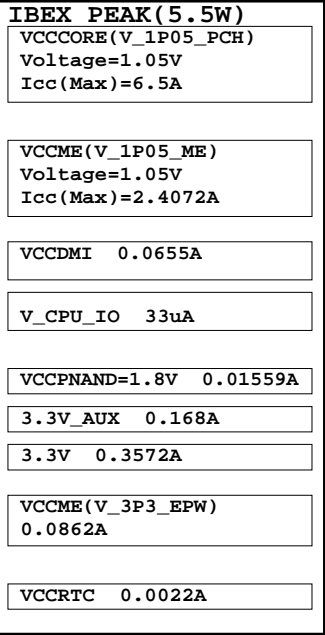 IBEX PEAK(5.5W)
VCCCORE(V_1P05_PCH)
Voltage=1.05V
Icc(Max)=6.5A
VCCME(V_1P05_ME)
Voltage=1.05V
Icc(Max)=2.4072A
VCCDMI 0.0655A
V_CPU_IO 33uA
VCCPNAND=1.8V 0.01559A
3.3V_AUX 0.168A
3.3V 0.3572A
VCCME(V_3P3_EPW)
0.0862A
VCCRTC 0.0022A